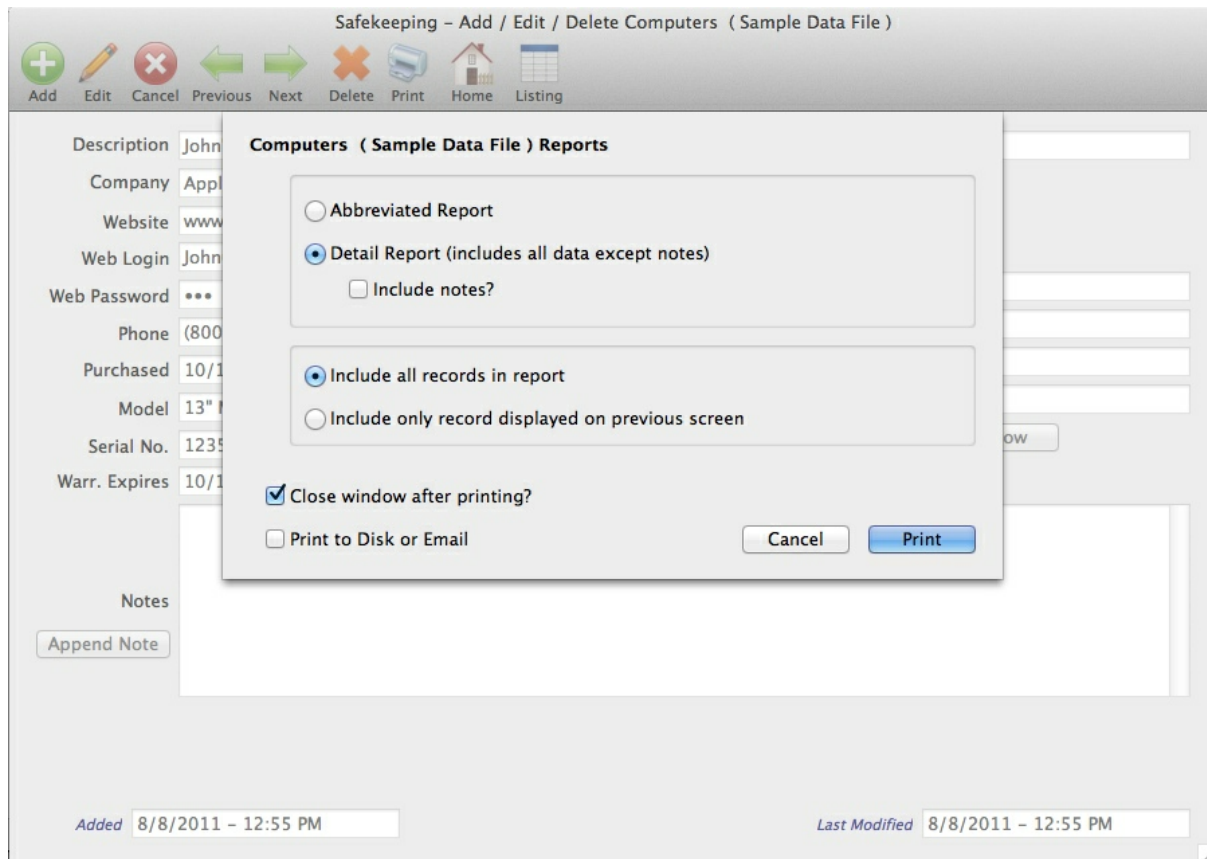 Safekeeping – Add / Edit / Delete Computers ( Sample Data File )
Add Edit Cancel Previous Next Delete Print Home Listing
Computers ( Sample Data File ) Reports
Abbreviated Report
Detail Report (includes all data except notes)
Include notes?
Include all records in report
Include only record displayed on previous screen
Close window after printing?
Print to Disk or Email
Cancel Print
Description John
Company Appl
Website www
Web Login John
Web Password •••
Phone (800
Purchased 10/1
Model 13"
Serial No. 1235
Warr. Expires 10/1
ow
Notes
Append Note
Added 8/8/2011 – 12:55 PM
Last Modified 8/8/2011 – 12:55 PM